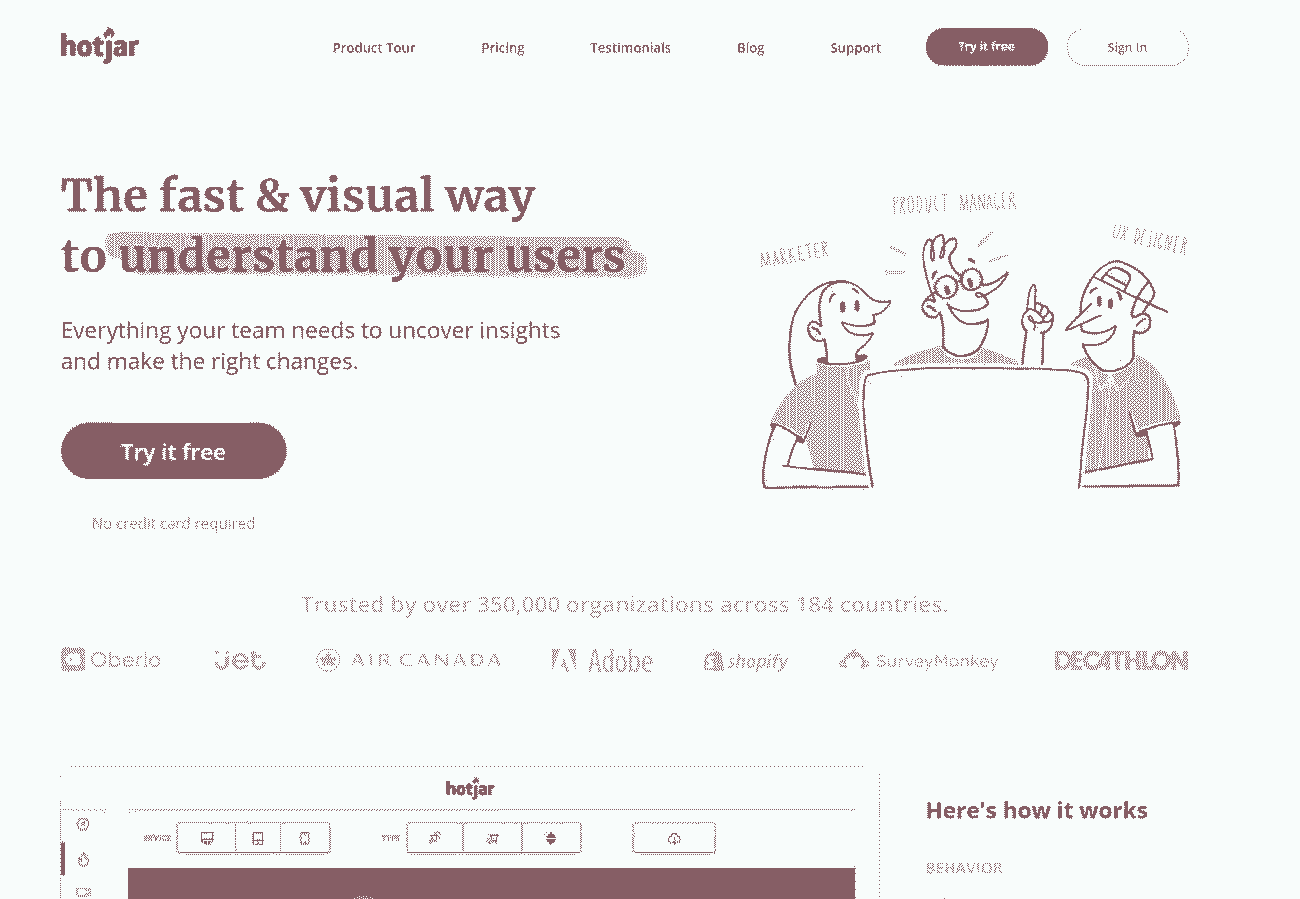 hotjar
Product Tour
Pricing
Testimonials
Blog
Support
Try it free
Sign In
The fast & visual way
to understand your users
Everything your team needs to uncover insights
and make the right changes.
Try it free
No credit card required
MARKETER
PRODUCT MANAGER
UX DESIGNER
Trusted by over 350,000 organizations across 184 countries.
Oberlo
jet
AIR CANADA
Adobe
shopify
SurveyMonkey
DECATHLON
hotjar
DEVICE
TYPE
Here's how it works
BEHAVIOR